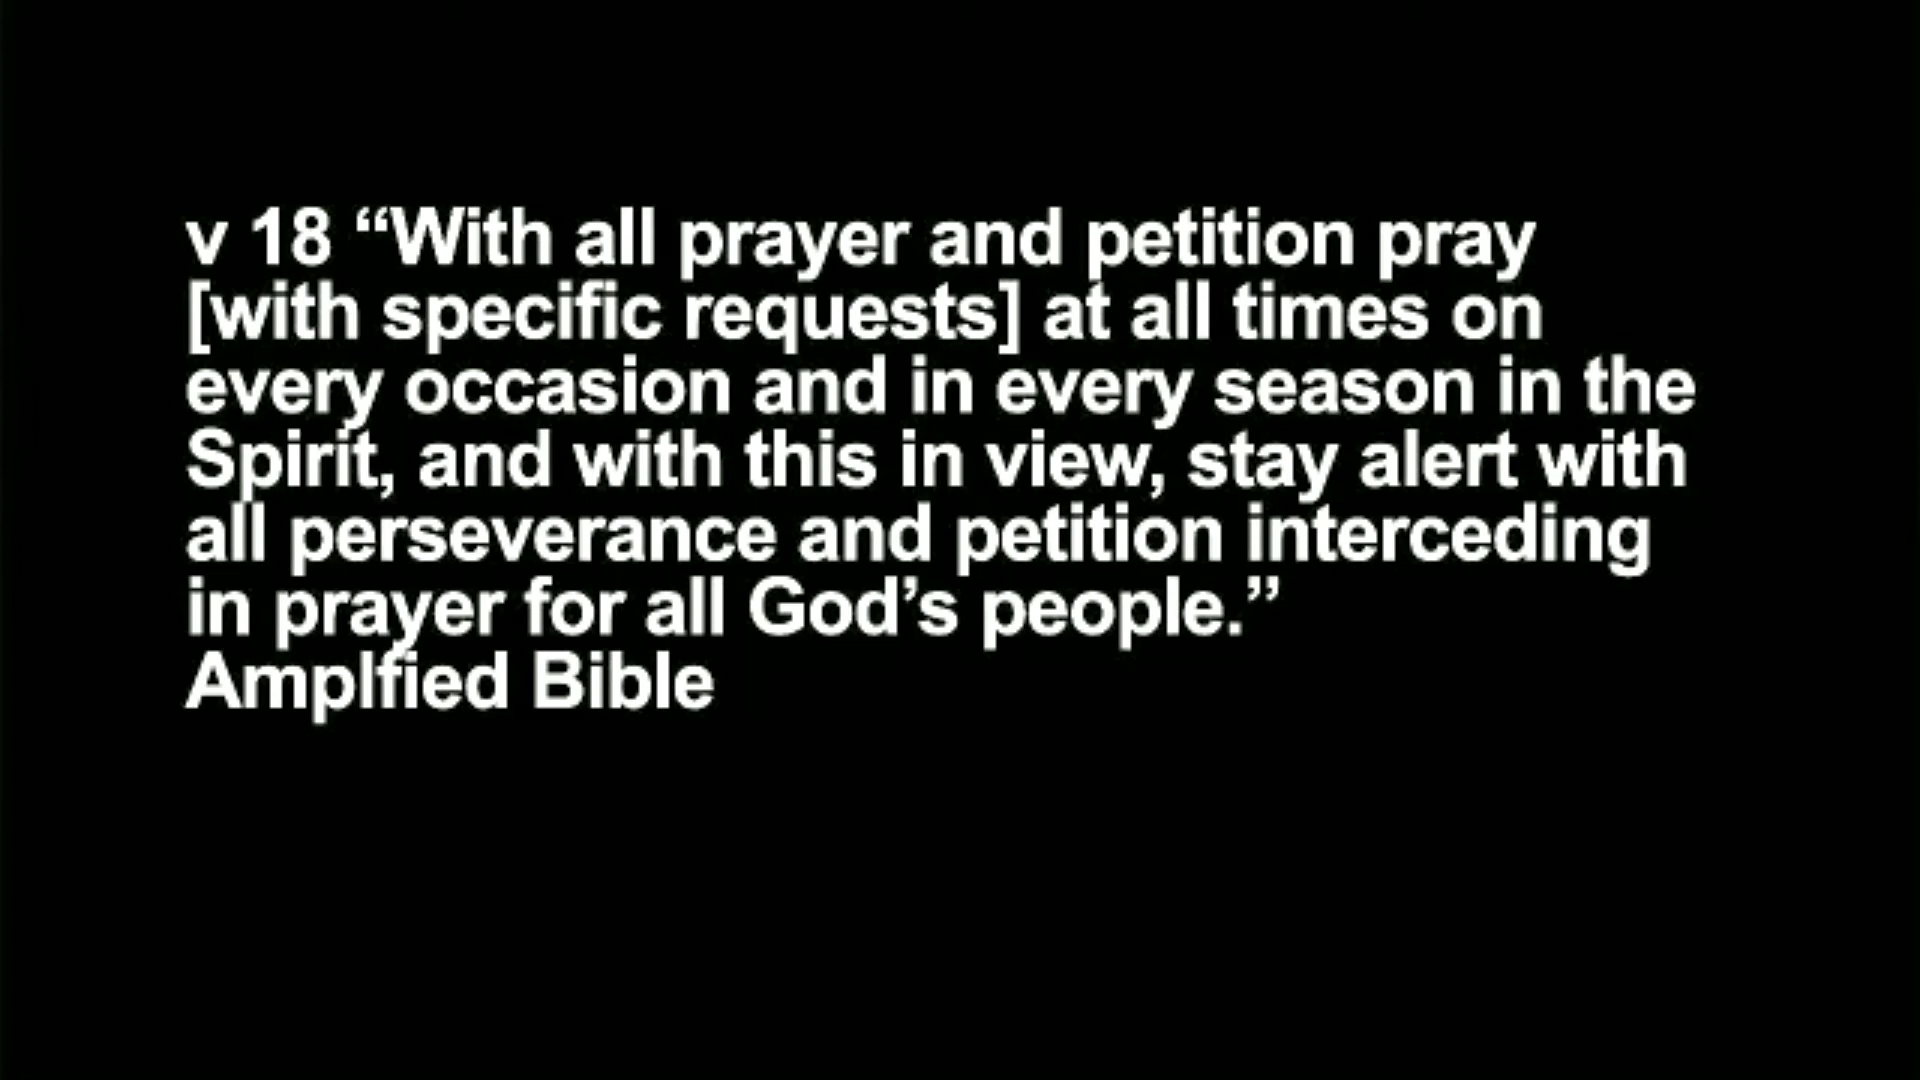 v 18 “With all prayer and petition pray
[with specific requests] at all times on
every occasion and in every season in the
Spirit, and with this in view, stay alert with
all perseverance and petition interceding
in prayer for all God’s people.”
Amplfied Bible